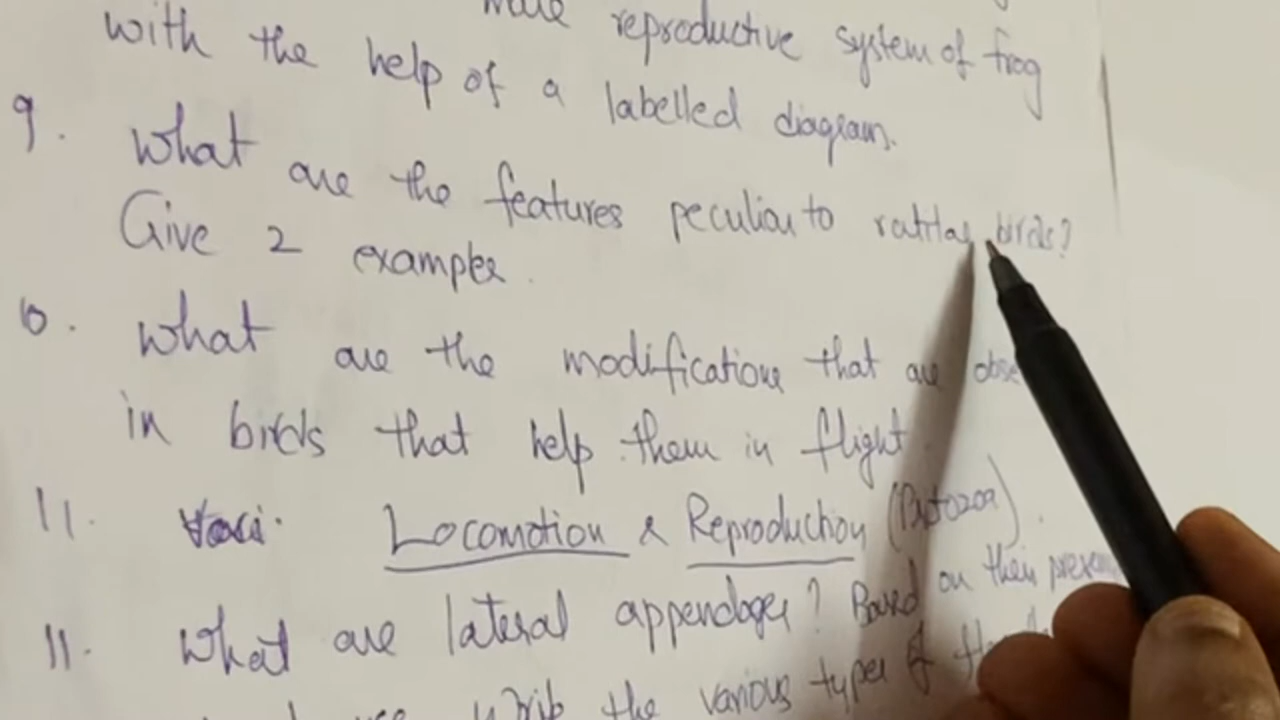 male reproductive system of frog
with the help of a labelled diagram.
9. What are the features peculiar to ratitae birds?
Give 2 examples.
10. What are the modifications that are
in birds that help them in flight.
11. Locomotion & Reproduction (Protozoa).
11. What are lateral appendages? Based on their
write the various types of